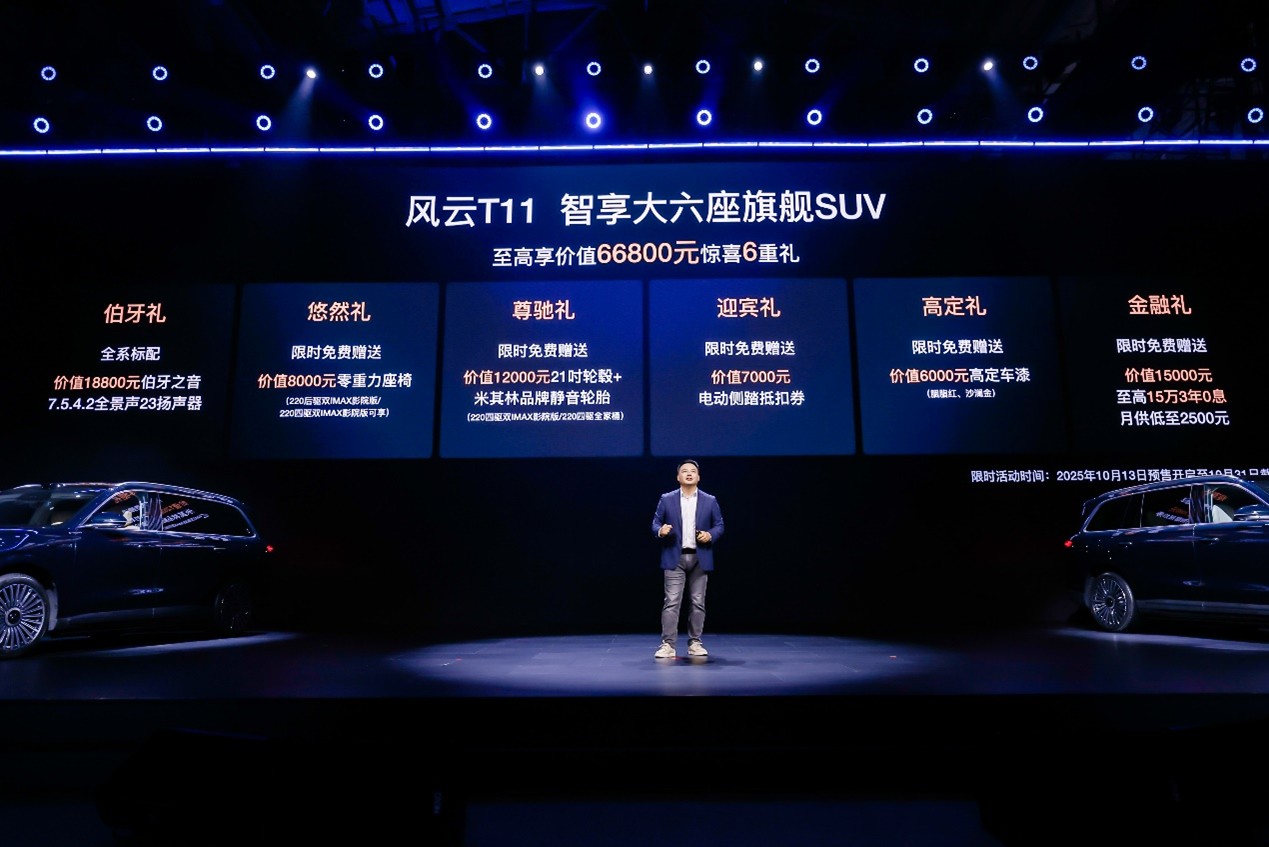 风云T11 智享大六座旗舰SUV
至高享价值66800元惊喜6重礼
伯牙礼
全系标配
价值18800元伯牙之音
7.5.4.2全景声23扬声器
悠然礼
限时免费赠送
价值8000元零重力座椅
(220后驱双IMAX影院版/
220四驱双IMAX影院版可享)
尊驰礼
限时免费赠送
价值12000元21吋轮毂+
米其林品牌静音轮胎
(220四驱双IMAX影院版/220四驱全家桶)
迎宾礼
限时免费赠送
价值7000元
电动侧踏抵扣券
高定礼
限时免费赠送
价值6000元高定车漆
(胭脂红、沙澜金)
金融礼
限时免费赠送
价值15000元
至高15万3年0息
月供低至2500元
限时活动时间：2025年10月13日预售开启至10月31日